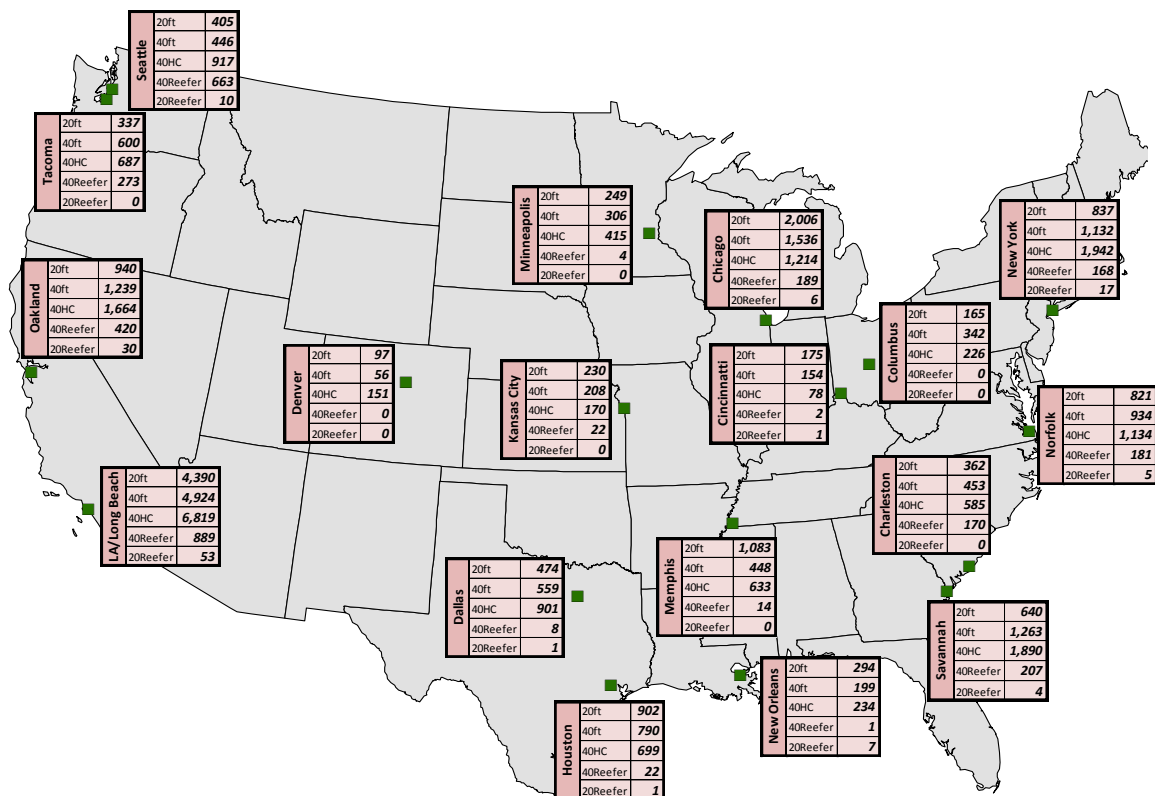 Seattle
20ft 405
40ft 446
40HC 917
40Reefer 663
20Reefer 10
Tacoma
20ft 337
40ft 600
40HC 687
40Reefer 273
20Reefer 0
Minneapolis
20ft 249
40ft 306
40HC 415
40Reefer 4
20Reefer 0
Chicago
20ft 2,006
40ft 1,536
40HC 1,214
40Reefer 189
20Reefer 6
New York
20ft 837
40ft 1,132
40HC 1,942
40Reefer 168
20Reefer 17
Oakland
20ft 940
40ft 1,239
40HC 1,664
40Reefer 420
20Reefer 30
Denver
20ft 97
40ft 56
40HC 151
40Reefer 0
20Reefer 0
Kansas City
20ft 230
40ft 208
40HC 170
40Reefer 22
20Reefer 0
Cincinatti
20ft 175
40ft 154
40HC 78
40Reefer 2
20Reefer 1
Columbus
20ft 165
40ft 342
40HC 226
40Reefer 0
20Reefer 0
Norfolk
20ft 821
40ft 934
40HC 1,134
40Reefer 181
20Reefer 5
LA/Long Beach
20ft 4,390
40ft 4,924
40HC 6,819
40Reefer 889
20Reefer 53
Charleston
20ft 362
40ft 453
40HC 585
40Reefer 170
20Reefer 0
Dallas
20ft 474
40ft 559
40HC 901
40Reefer 8
20Reefer 1
Memphis
20ft 1,083
40ft 448
40HC 633
40Reefer 14
20Reefer 0
Savannah
20ft 640
40ft 1,263
40HC 1,890
40Reefer 207
20Reefer 4
New Orleans
20ft 294
40ft 199
40HC 234
40Reefer 1
20Reefer 7
Houston
20ft 902
40ft 790
40HC 699
40Reefer 22
20Reefer 1